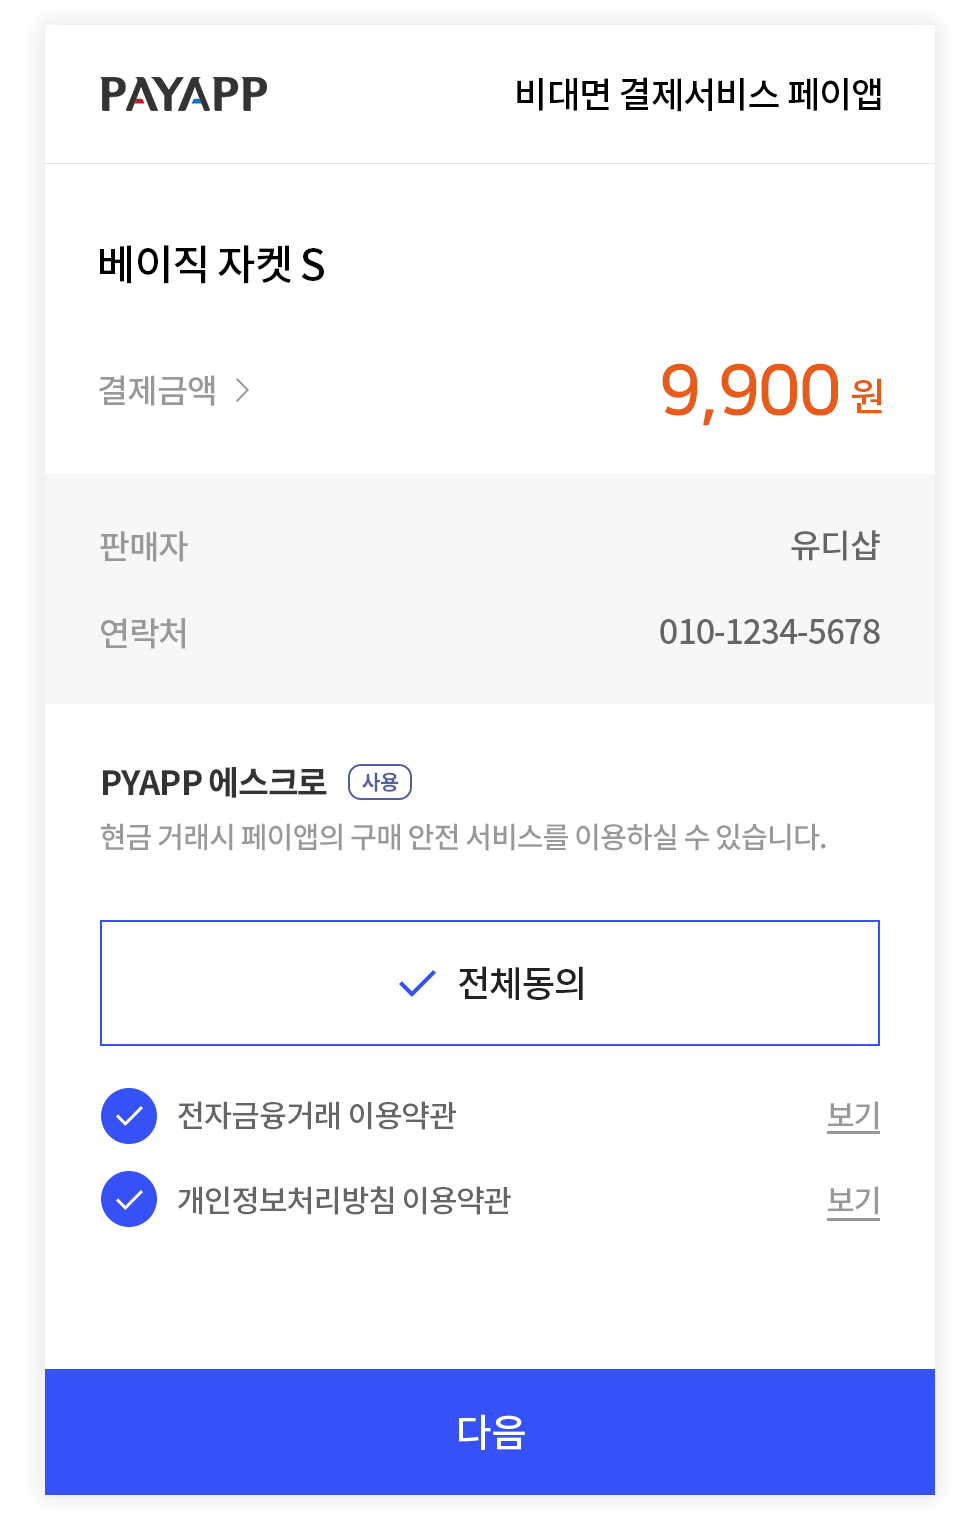 PAYAPP 비대면 결제서비스 페이앱
베이직 자켓 S
결제금액 > 9,900 원
판매자 유디샵
연락처 010-1234-5678
PYAPP 에스크로 사용
현금 거래시 페이앱의 구매 안전 서비스를 이용하실 수 있습니다.
전체동의
전자금융거래 이용약관 보기
개인정보처리방침 이용약관 보기
다음